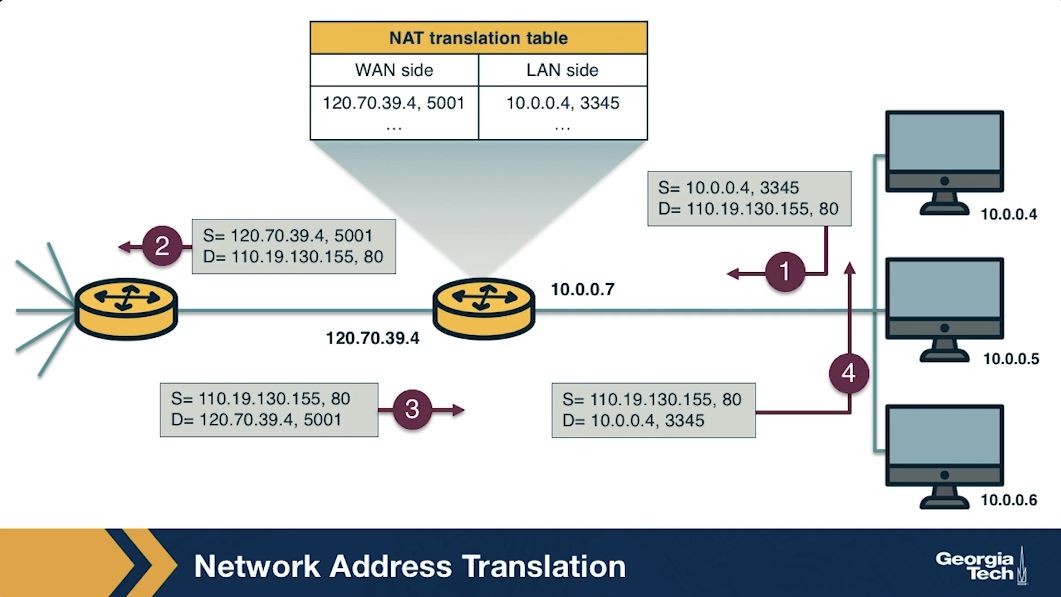 NAT translation table
WAN side LAN side
120.70.39.4, 5001 10.0.0.4, 3345
... ...
S= 10.0.0.4, 3345
D= 110.19.130.155, 80
10.0.0.4
1
2
S= 120.70.39.4, 5001
D= 110.19.130.155, 80
10.0.0.7
120.70.39.4
10.0.0.5
4
S= 110.19.130.155, 80
D= 120.70.39.4, 5001
3
S= 110.19.130.155, 80
D= 10.0.0.4, 3345
10.0.0.6
Network Address Translation
Georgia
Tech